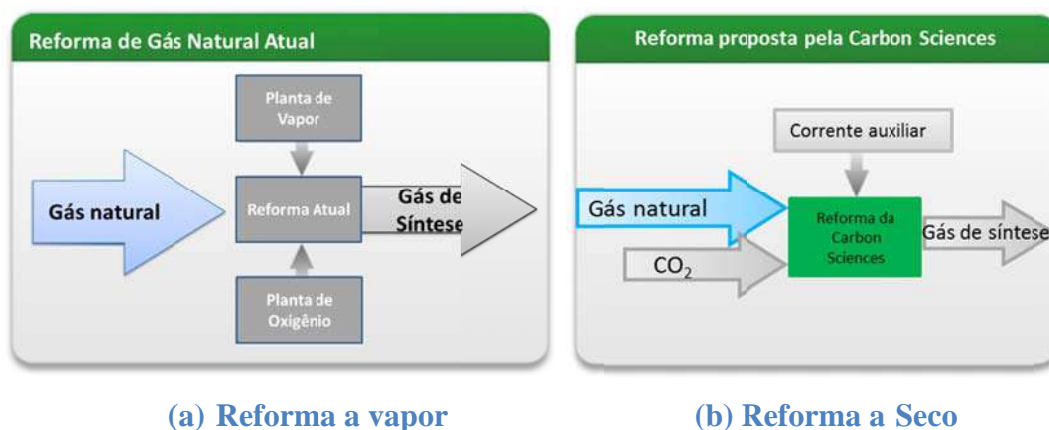 Reforma de Gás Natural Atual
Planta de
Vapor
Gás natural
Reforma Atual
Gás de
Síntese
Planta de
Oxigênio
(a) Reforma a vapor
Reforma proposta pela Carbon Sciences
Corrente auxiliar
Gás natural
CO₂
Reforma da
Carbon
Sciences
Gás de síntese
(b) Reforma a Seco